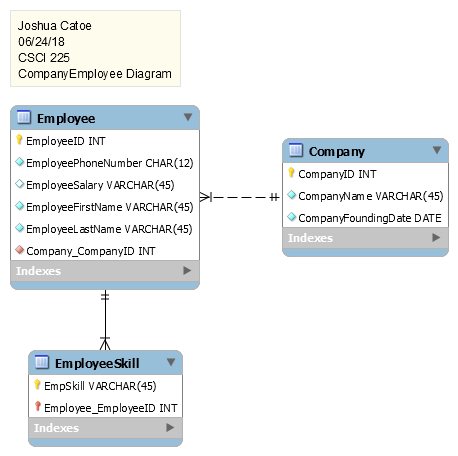 Joshua Catoe
06/24/18
CSCI 225
CompanyEmployee Diagram
Employee
EmployeeID INT
EmployeePhoneNumber CHAR(12)
EmployeeSalary VARCHAR(45)
EmployeeFirstName VARCHAR(45)
EmployeeLastName VARCHAR(45)
Company_CompanyID INT
Indexes
Company
CompanyID INT
CompanyName VARCHAR(45)
CompanyFoundingDate DATE
Indexes
EmployeeSkill
EmpSkill VARCHAR(45)
Employee_EmployeeID INT
Indexes